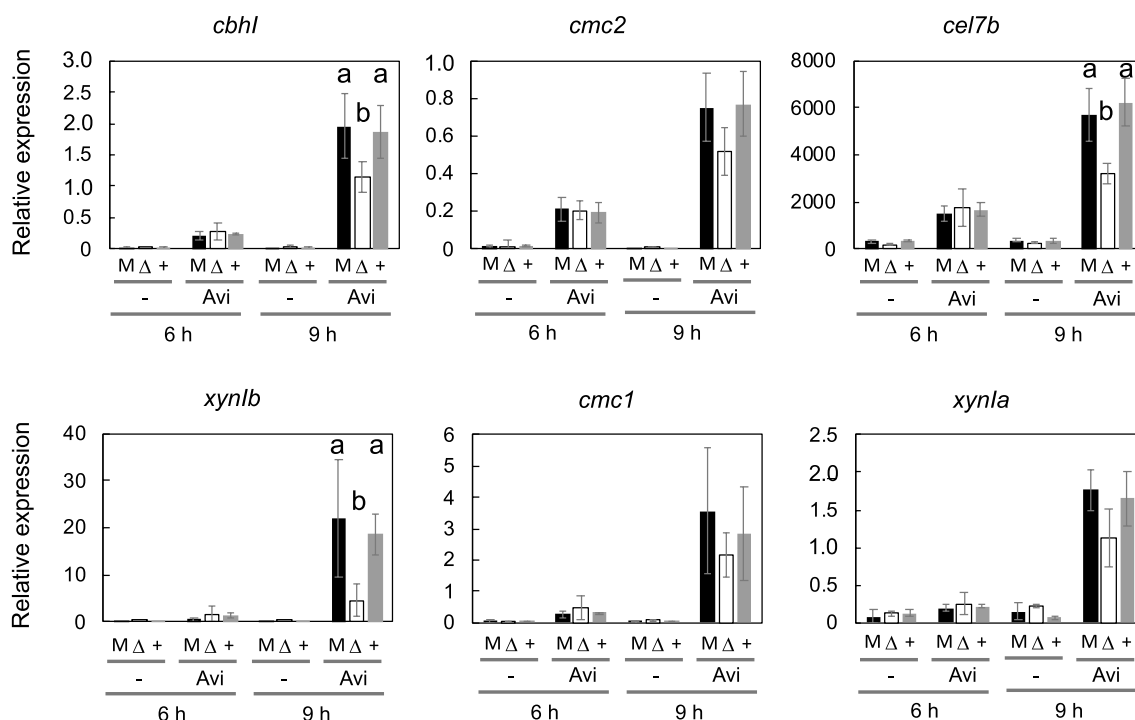 cbhI
cmc2
cel7b
Relative expression
3.0
2.5
2.0
1.5
1.0
0.5
0
a a
b
M Δ + M Δ + M Δ + M Δ +
- Avi - Avi
6 h 9 h
1.0
0.8
0.6
0.4
0.2
0
M Δ + M Δ + M Δ + M Δ +
- Avi - Avi
6 h 9 h
8000
6000
4000
2000
0
a a
b
M Δ + M Δ + M Δ + M Δ +
- Avi - Avi
6 h 9 h
xynIb
cmc1
xynIa
Relative expression
40
30
20
10
0
a a
b
M Δ + M Δ + M Δ + M Δ +
- Avi - Avi
6 h 9 h
6
5
4
3
2
1
0
M Δ + M Δ + M Δ + M Δ +
- Avi - Avi
6 h 9 h
2.5
2.0
1.5
1.0
0.5
0
M Δ + M Δ + M Δ + M Δ +
- Avi - Avi
6 h 9 h